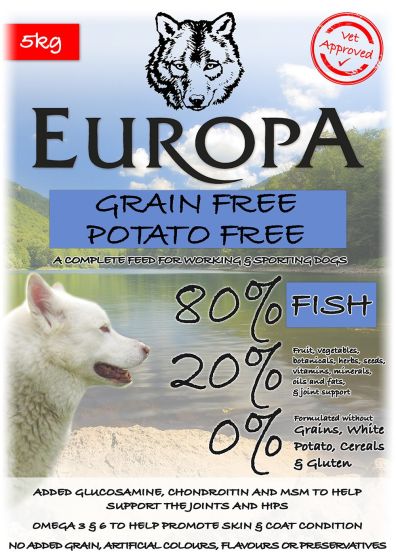 5kg
Vet
Approved
EUROPA
GRAIN FREE
POTATO FREE
A COMPLETE FEED FOR WORKING & SPORTING DOGS
80% FISH
20%
Fruit, vegetables,
botanicals, herbs, seeds,
vitamins, minerals,
oils and fats,
& joint support
0%
Formulated without
Grains, White
Potato, Cereals
& Gluten
ADDED GLUCOSAMINE, CHONDROITIN AND MSM TO HELP
SUPPORT THE JOINTS AND HIPS
OMEGA 3 & 6 TO HELP PROMOTE SKIN & COAT CONDITION
NO ADDED GRAIN, ARTIFICIAL COLOURS, FLAVOURS OR PRESERVATIVES